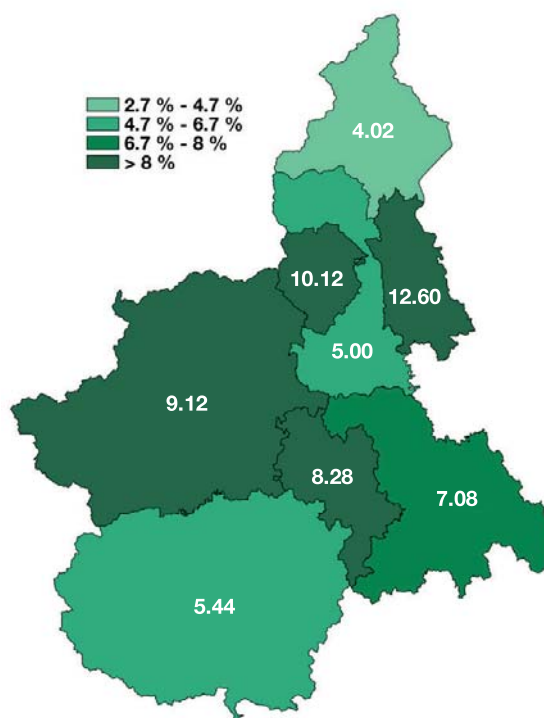 2.7 % - 4.7 %
4.7 % - 6.7 %
6.7 % - 8 %
> 8 %
4.02
10.12
12.60
5.00
9.12
8.28
7.08
5.44